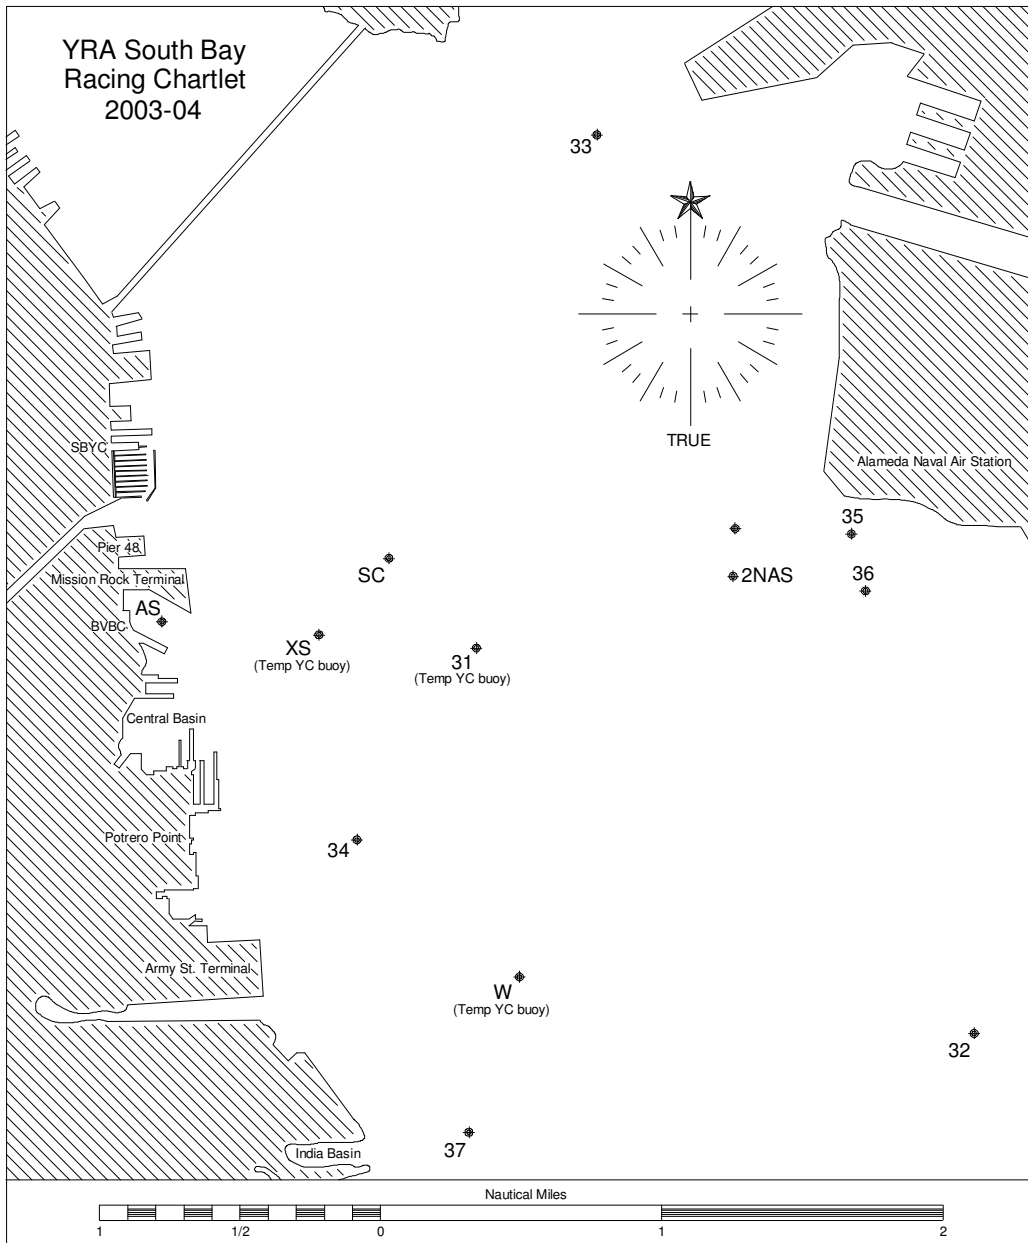 YRA South Bay
Racing Chartlet
2003-04
33
TRUE
SBYC
Alameda Naval Air Station
35
Pier 48
SC
2NAS
36
Mission Rock Terminal
AS
BVBC
XS
(Temp YC buoy)
31
(Temp YC buoy)
Central Basin
Potrero Point
34
Army St. Terminal
W
(Temp YC buoy)
32
India Basin
37
Nautical Miles
1 1/2 0 1 2